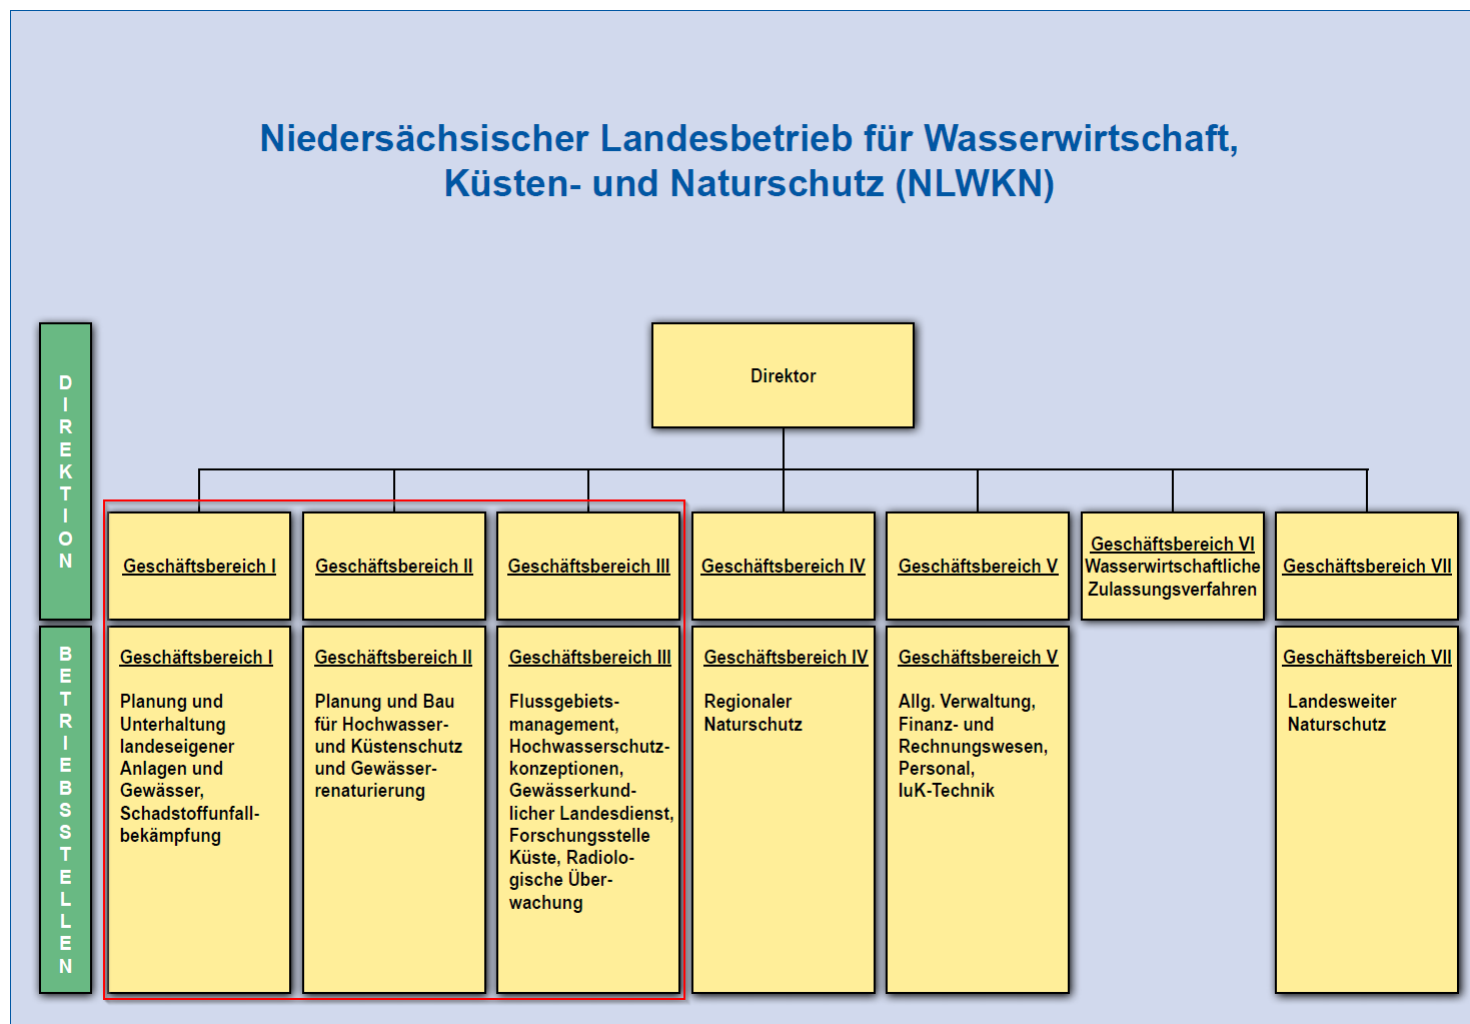 Niedersächsischer Landesbetrieb für Wasserwirtschaft,
Küsten- und Naturschutz (NLWKN)
DIREKTION
Direktor
Geschäftsbereich I
Geschäftsbereich II
Geschäftsbereich III
Geschäftsbereich IV
Geschäftsbereich V
Geschäftsbereich VI
Wasserwirtschaftliche
Zulassungsverfahren
Geschäftsbereich VII
BETRIEBSSTELLEN
Geschäftsbereich I
Planung und
Unterhaltung
landeseigener
Anlagen und
Gewässer,
Schadstoffunfall-
bekämpfung
Geschäftsbereich II
Planung und Bau
für Hochwasser-
und Küstenschutz
und Gewässer-
renaturierung
Geschäftsbereich III
Flussgebiets-
management,
Hochwasserschutz-
konzeptionen,
Gewässerkund-
licher Landesdienst,
Forschungsstelle
Küste, Radiolo-
gische Über-
wachung
Geschäftsbereich IV
Regionaler
Naturschutz
Geschäftsbereich V
Allg. Verwaltung,
Finanz- und
Rechnungswesen,
Personal,
IuK-Technik
Geschäftsbereich VII
Landesweiter
Naturschutz